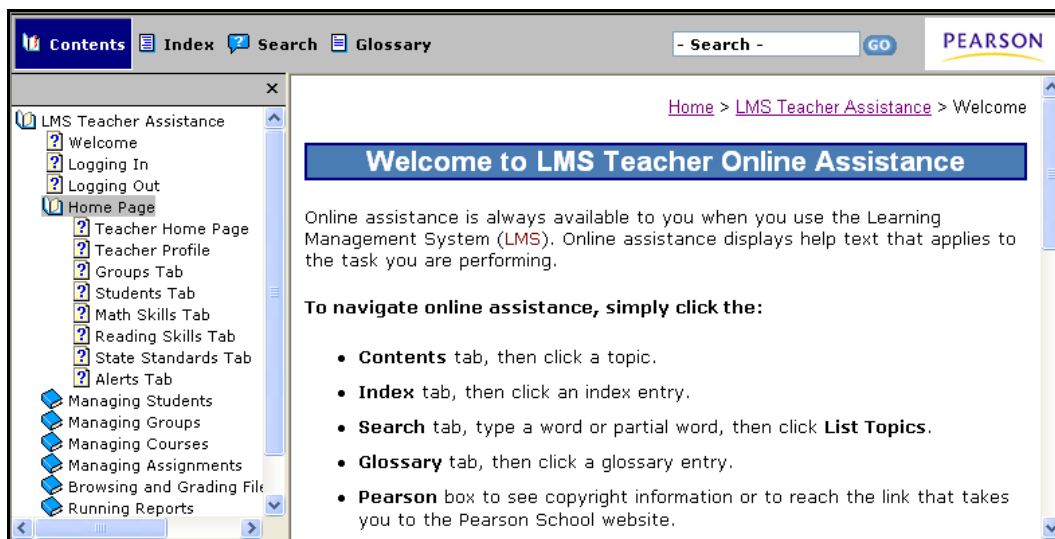 Contents Index Search Glossary - Search - GO PEARSON
×
LMS Teacher Assistance
Welcome
Logging In
Logging Out
Home Page
Teacher Home Page
Teacher Profile
Groups Tab
Students Tab
Math Skills Tab
Reading Skills Tab
State Standards Tab
Alerts Tab
Managing Students
Managing Groups
Managing Courses
Managing Assignments
Browsing and Grading File
Running Reports
Home > LMS Teacher Assistance > Welcome
Welcome to LMS Teacher Online Assistance
Online assistance is always available to you when you use the Learning
Management System (LMS). Online assistance displays help text that applies to
the task you are performing.
To navigate online assistance, simply click the:
• Contents tab, then click a topic.
• Index tab, then click an index entry.
• Search tab, type a word or partial word, then click List Topics.
• Glossary tab, then click a glossary entry.
• Pearson box to see copyright information or to reach the link that takes
you to the Pearson School website.